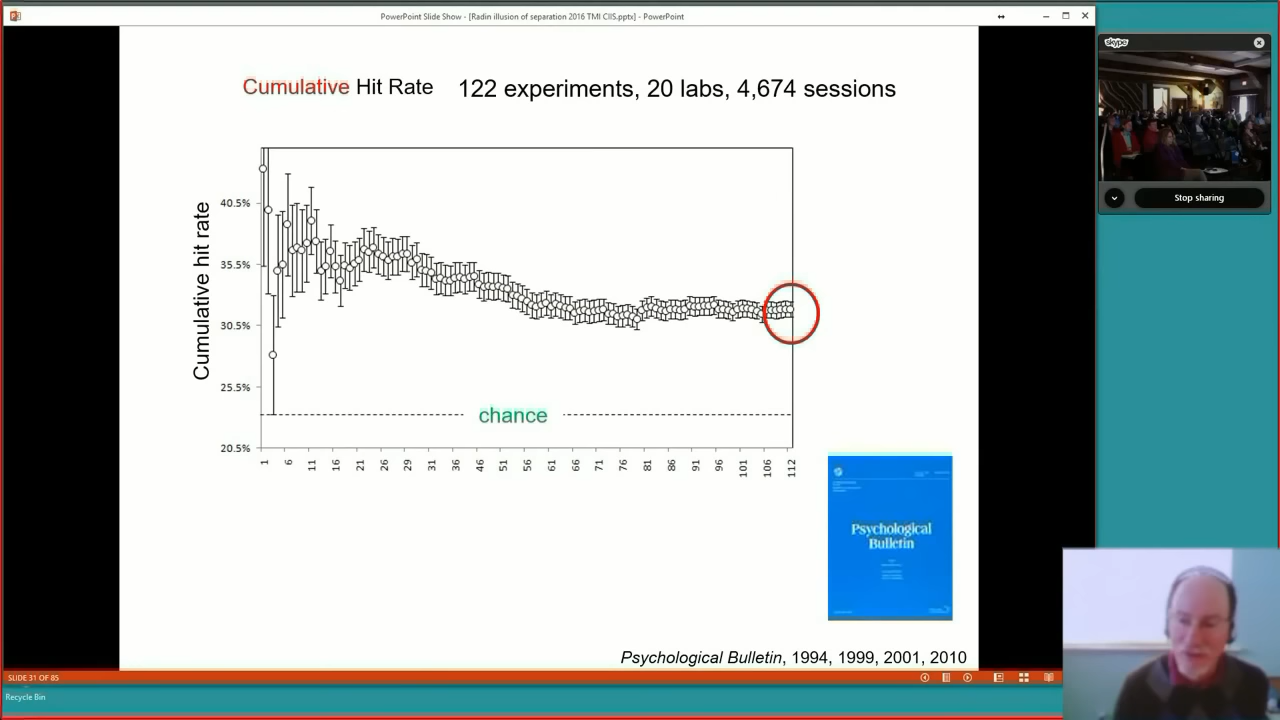 PowerPoint Slide Show - [Radin illusion of separation 2016 TMI CIIS.pptx] - PowerPoint
skype
Stop sharing
Cumulative Hit Rate 122 experiments, 20 labs, 4,674 sessions
Cumulative hit rate
40.5%
35.5%
30.5%
25.5%
20.5%
chance
1 6 11 16 21 26 29 31 36 46 51 56 61 66 71 76 81 86 91 96 101 106 112
Psychological
Bulletin
Psychological Bulletin, 1994, 1999, 2001, 2010
SLIDE 31 OF 85
Recycle Bin